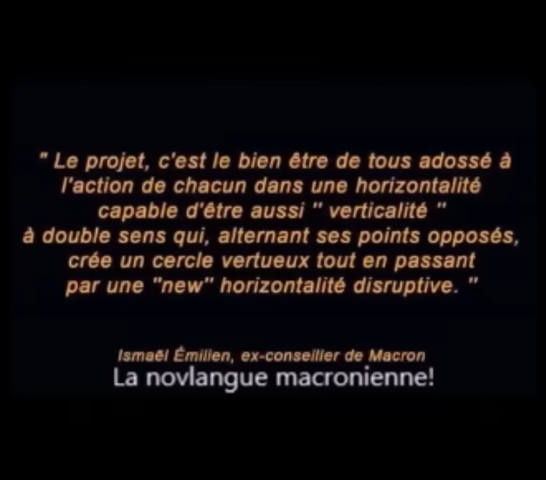 " Le projet, c'est le bien être de tous adossé à
l'action de chacun dans une horizontalité
capable d'être aussi " verticalité "
à double sens qui, alternant ses points opposés,
crée un cercle vertueux tout en passant
par une "new" horizontalité disruptive. "
Ismaël Émilien, ex-conseiller de Macron
La novlangue macronienne!